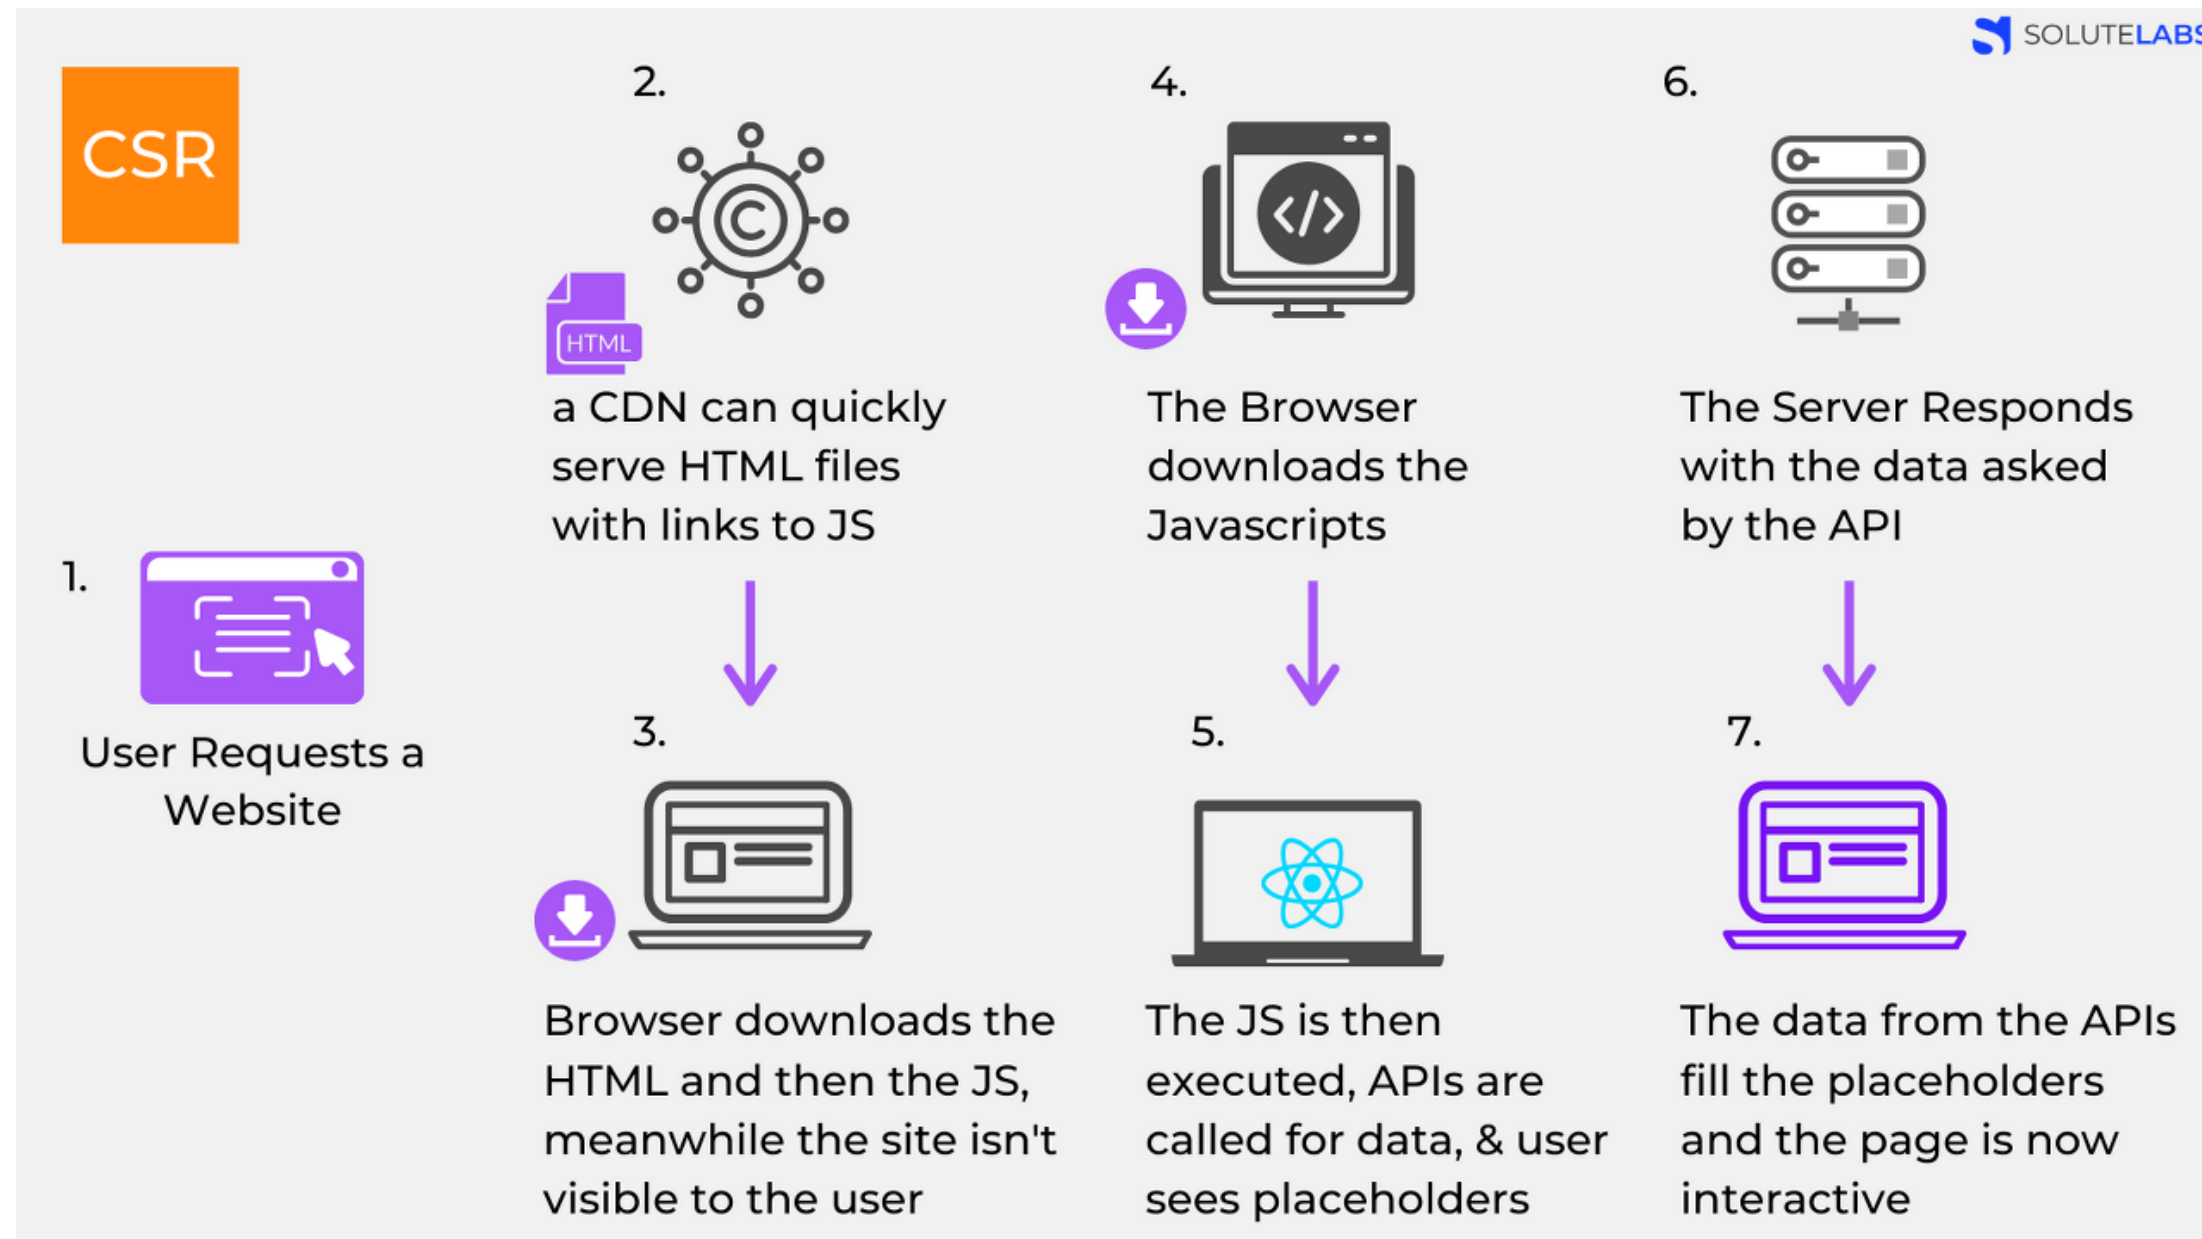 SOLUTELABS
CSR
1.
User Requests a
Website
2.
C
HTML
a CDN can quickly
serve HTML files
with links to JS
3.
Browser downloads the
HTML and then the JS,
meanwhile the site isn't
visible to the user
4.
</>
The Browser
downloads the
Javascripts
5.
The JS is then
executed, APIs are
called for data, & user
sees placeholders
6.
The Server Responds
with the data asked
by the API
7.
The data from the APIs
fill the placeholders
and the page is now
interactive